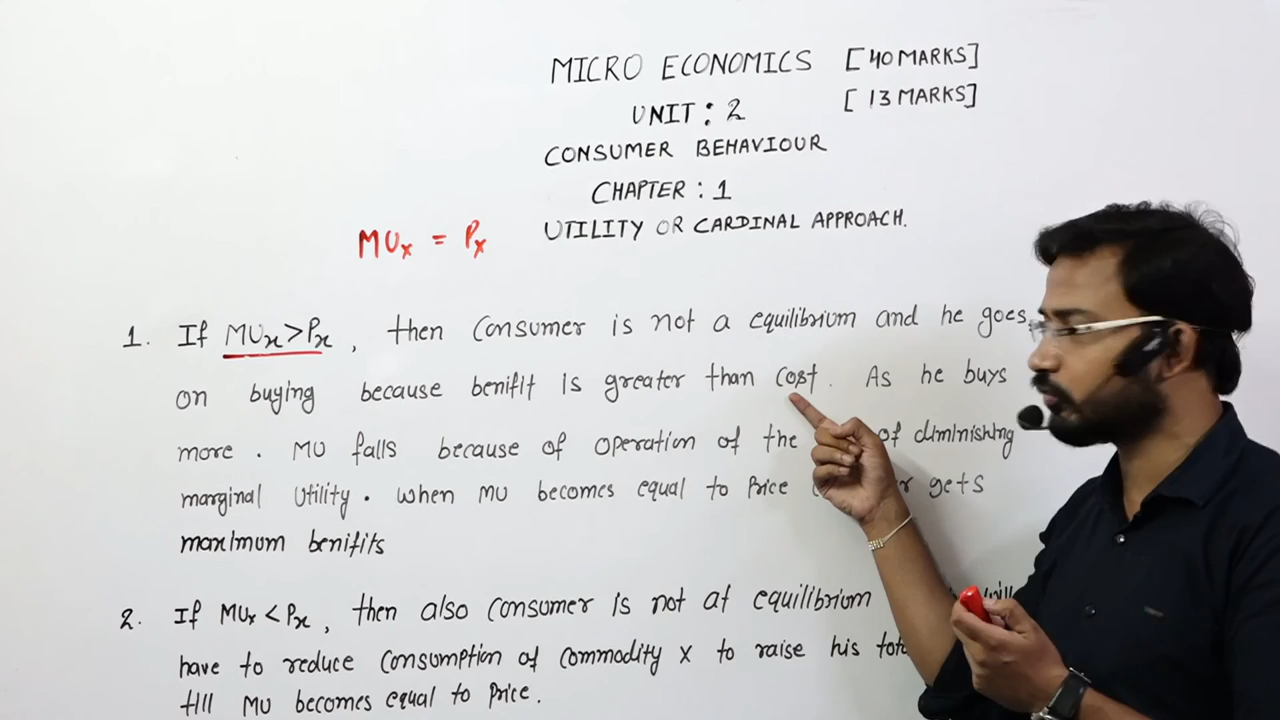 MICRO ECONOMICS [40 MARKS]
UNIT : 2 [13 MARKS]
CONSUMER BEHAVIOUR
CHAPTER : 1
UTILITY OR CARDINAL APPROACH.
MUx = Px
1. If MUx > Px, then Consumer is not a equilibrium and he goes
on buying because benifit is greater than cost. As he buys
more. MU falls because of operation of the of diminishing
marginal Utility. When MU becomes equal to Price gets
maximum benifits
2. If MUx < Px, then also Consumer is not at equilibrium
have to reduce Consumption of Commodity x to raise his
till MU becomes equal to Price.